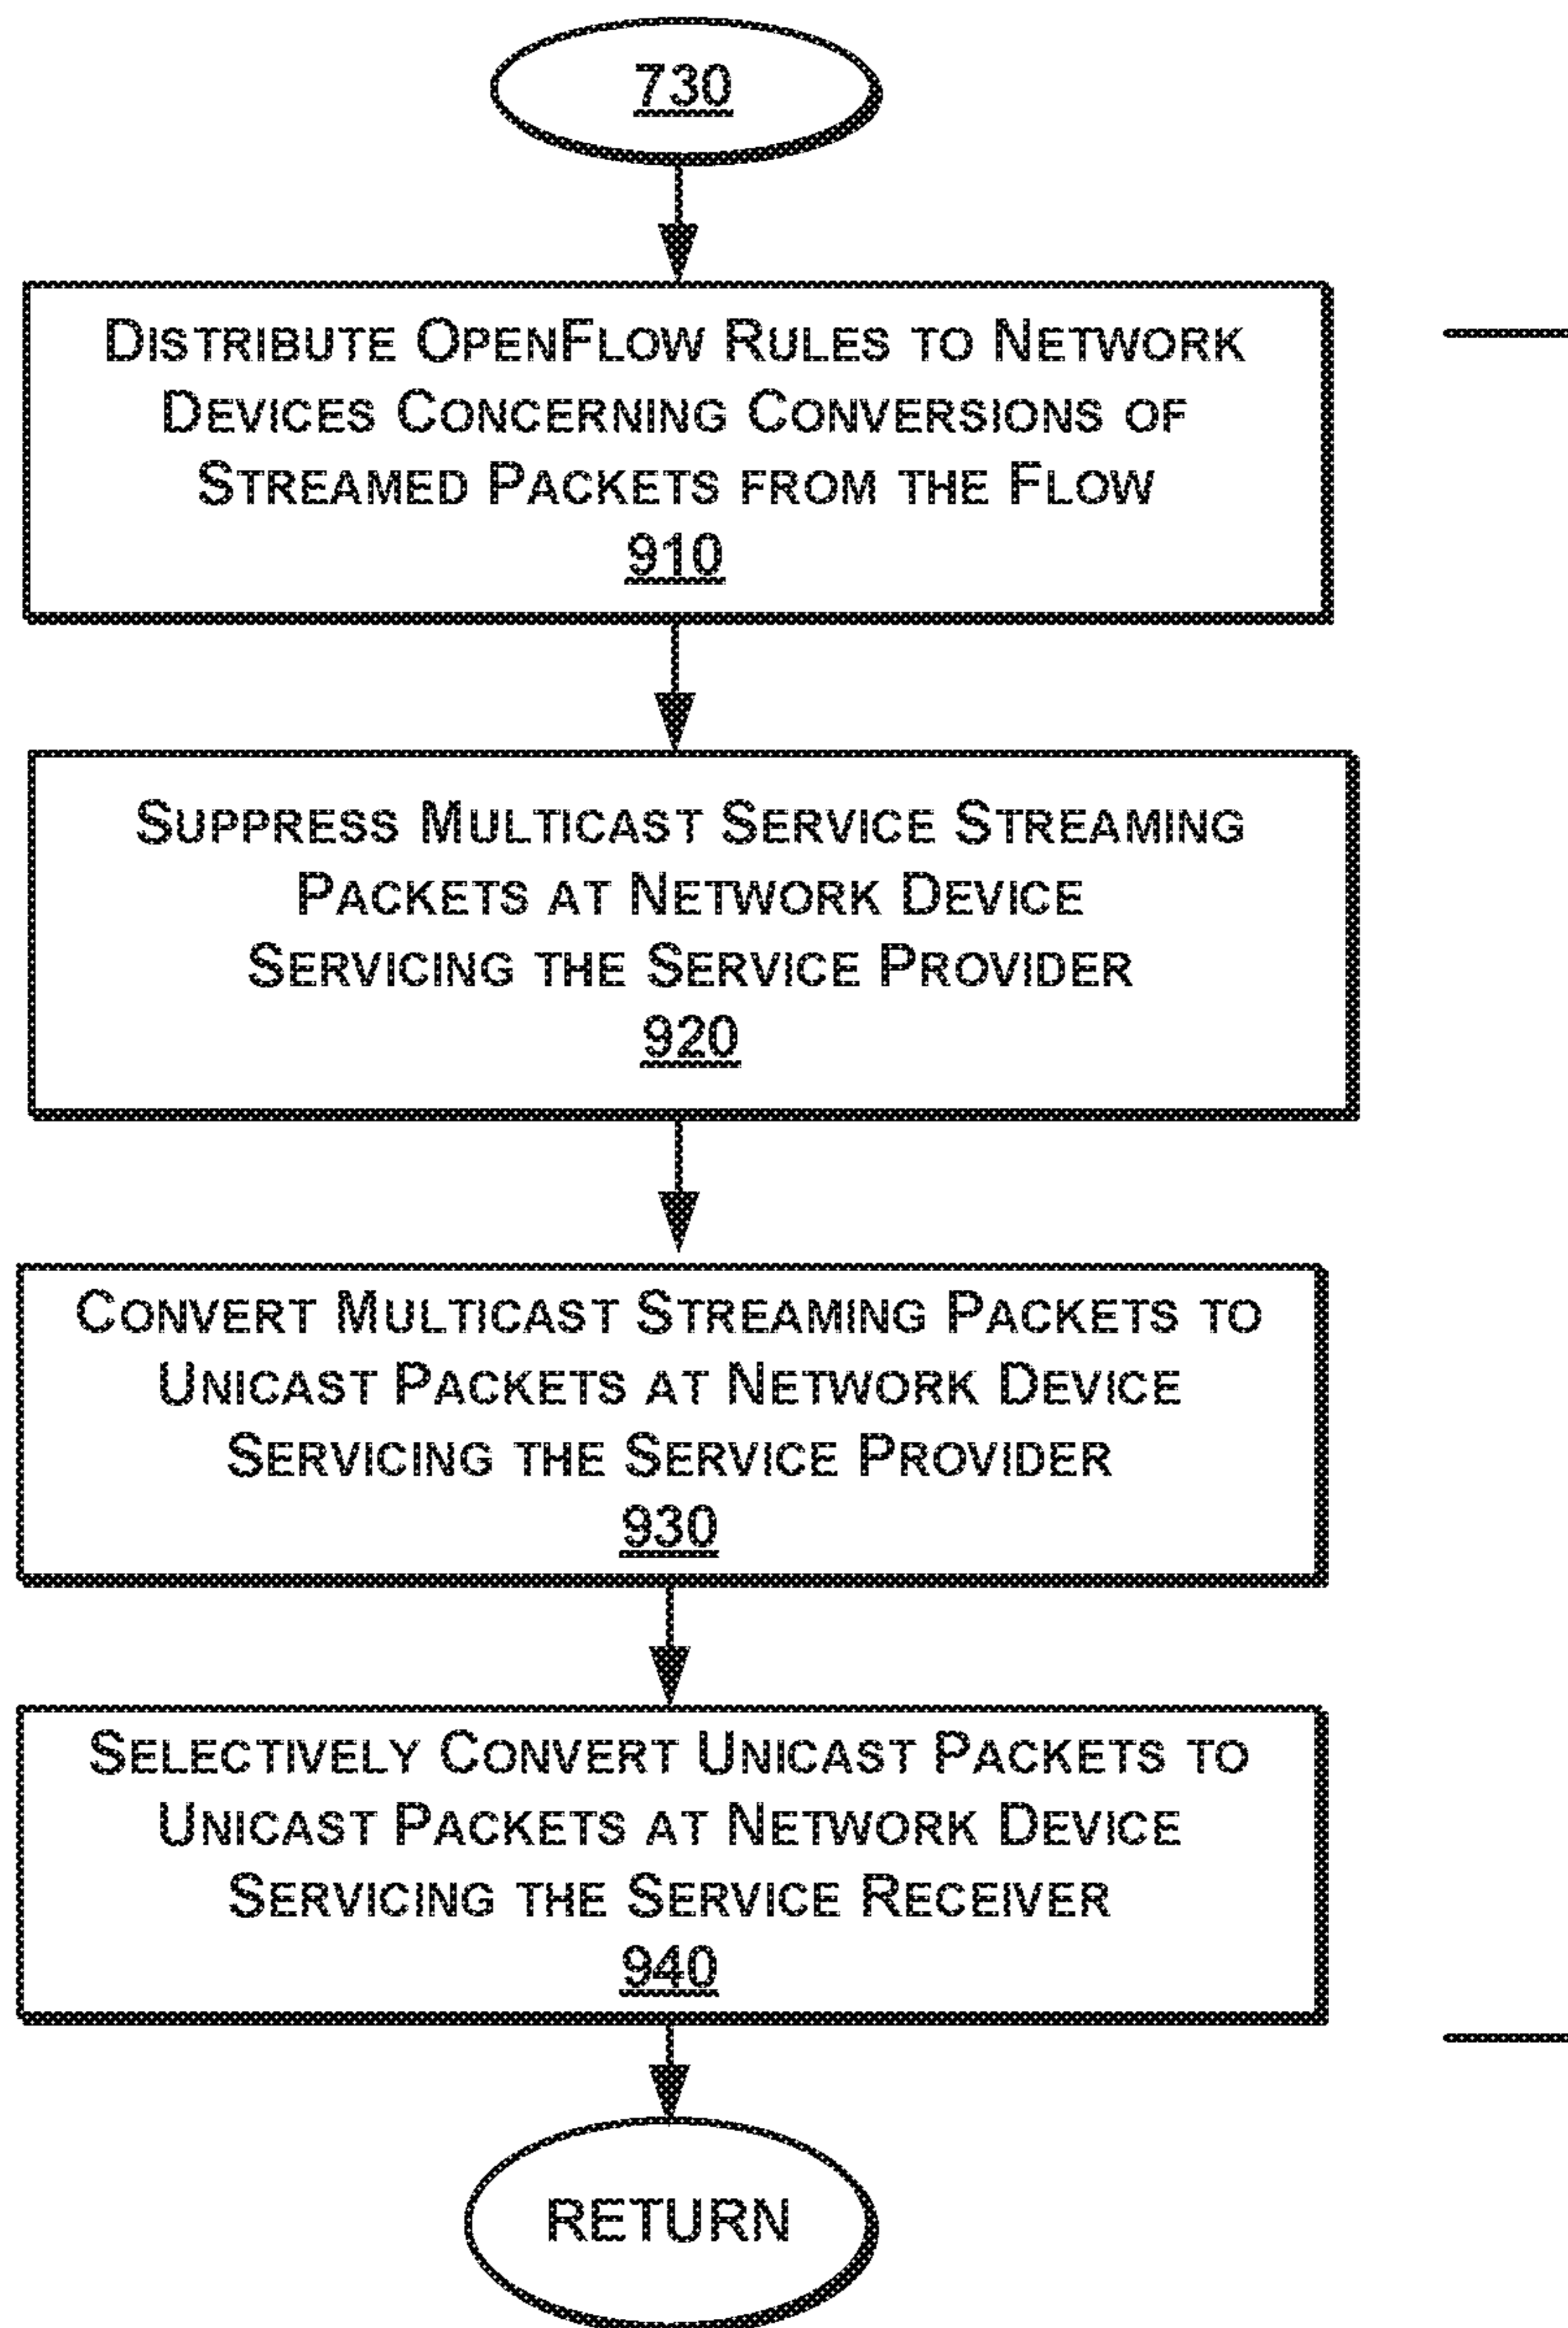 730
DISTRIBUTE OPENFLOW RULES TO NETWORK
DEVICES CONCERNING CONVERSIONS OF
STREAMED PACKETS FROM THE FLOW
910
SUPPRESS MULTICAST SERVICE STREAMING
PACKETS AT NETWORK DEVICE
SERVICING THE SERVICE PROVIDER
920
CONVERT MULTICAST STREAMING PACKETS TO
UNICAST PACKETS AT NETWORK DEVICE
SERVICING THE SERVICE PROVIDER
930
SELECTIVELY CONVERT UNICAST PACKETS TO
UNICAST PACKETS AT NETWORK DEVICE
SERVICING THE SERVICE RECEIVER
940
RETURN